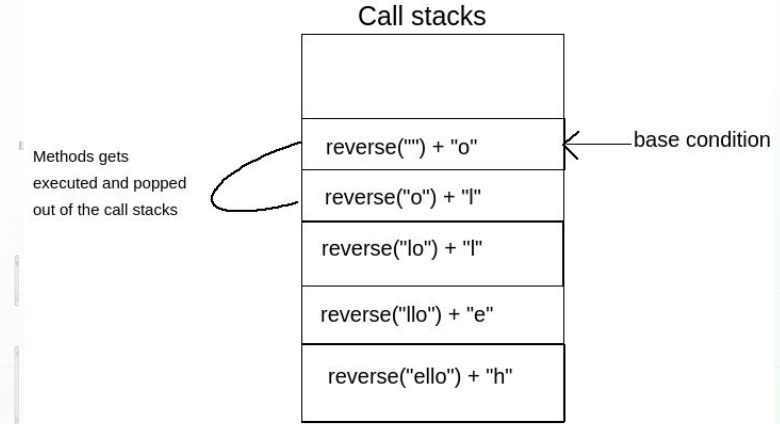 Call stacks
reverse("") + "o"
base condition
Methods gets
executed and popped
out of the call stacks
reverse("o") + "l"
reverse("lo") + "l"
reverse("llo") + "e"
reverse("ello") + "h"